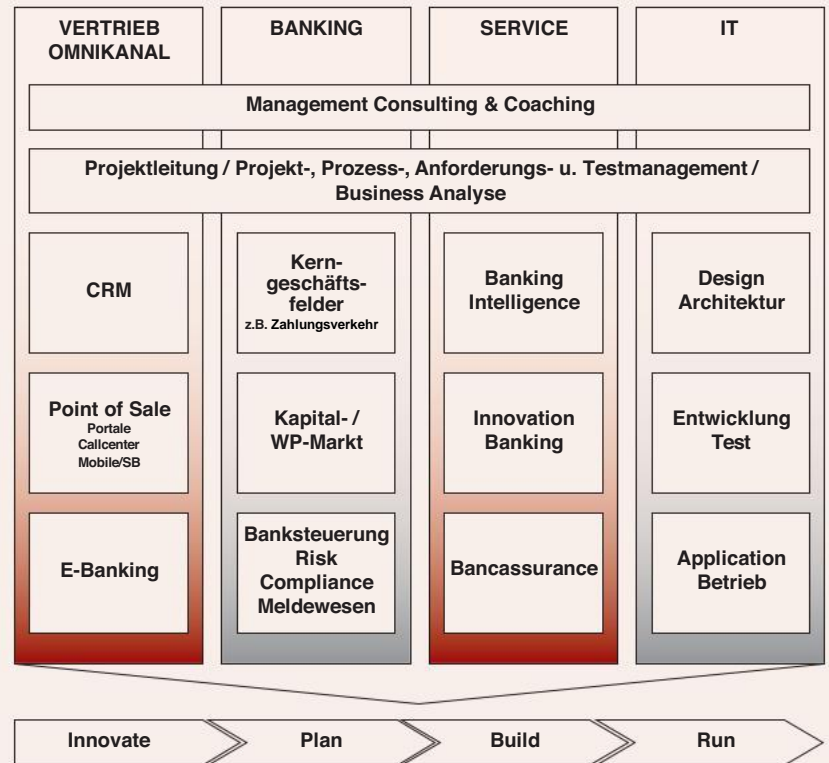 VERTRIEB
OMNIKANAL
BANKING
SERVICE
IT
Management Consulting & Coaching
Projektleitung / Projekt-, Prozess-, Anforderungs- u. Testmanagement /
Business Analyse
CRM
Kern-
geschäfts-
felder
z.B. Zahlungsverkehr
Banking
Intelligence
Design
Architektur
Point of Sale
Portale
Callcenter
Mobile/SB
Kapital- /
WP-Markt
Innovation
Banking
Entwicklung
Test
E-Banking
Banksteuerung
Risk
Compliance
Meldewesen
Bancassurance
Application
Betrieb
Innovate
Plan
Build
Run